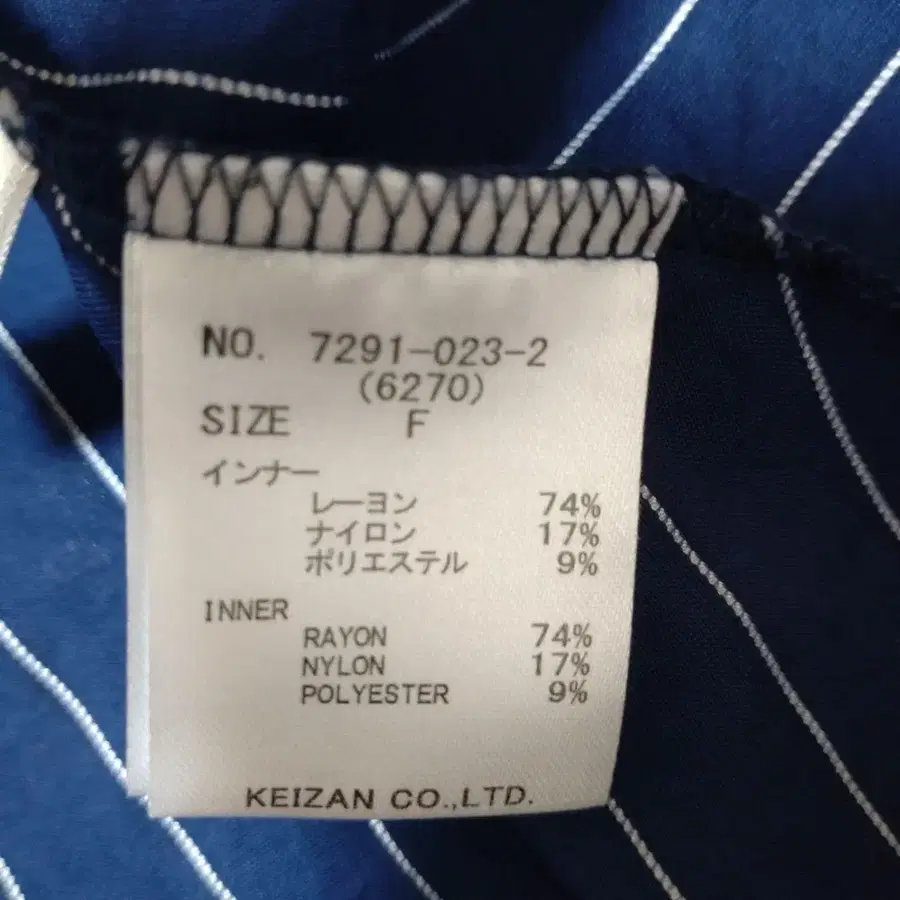 NO. 7291-023-2
(6270)
SIZE F
インナー
レーヨン 74%
ナイロン 17%
ポリエステル 9%
INNER
RAYON 74%
NYLON 17%
POLYESTER 9%
KEIZAN CO.,LTD.